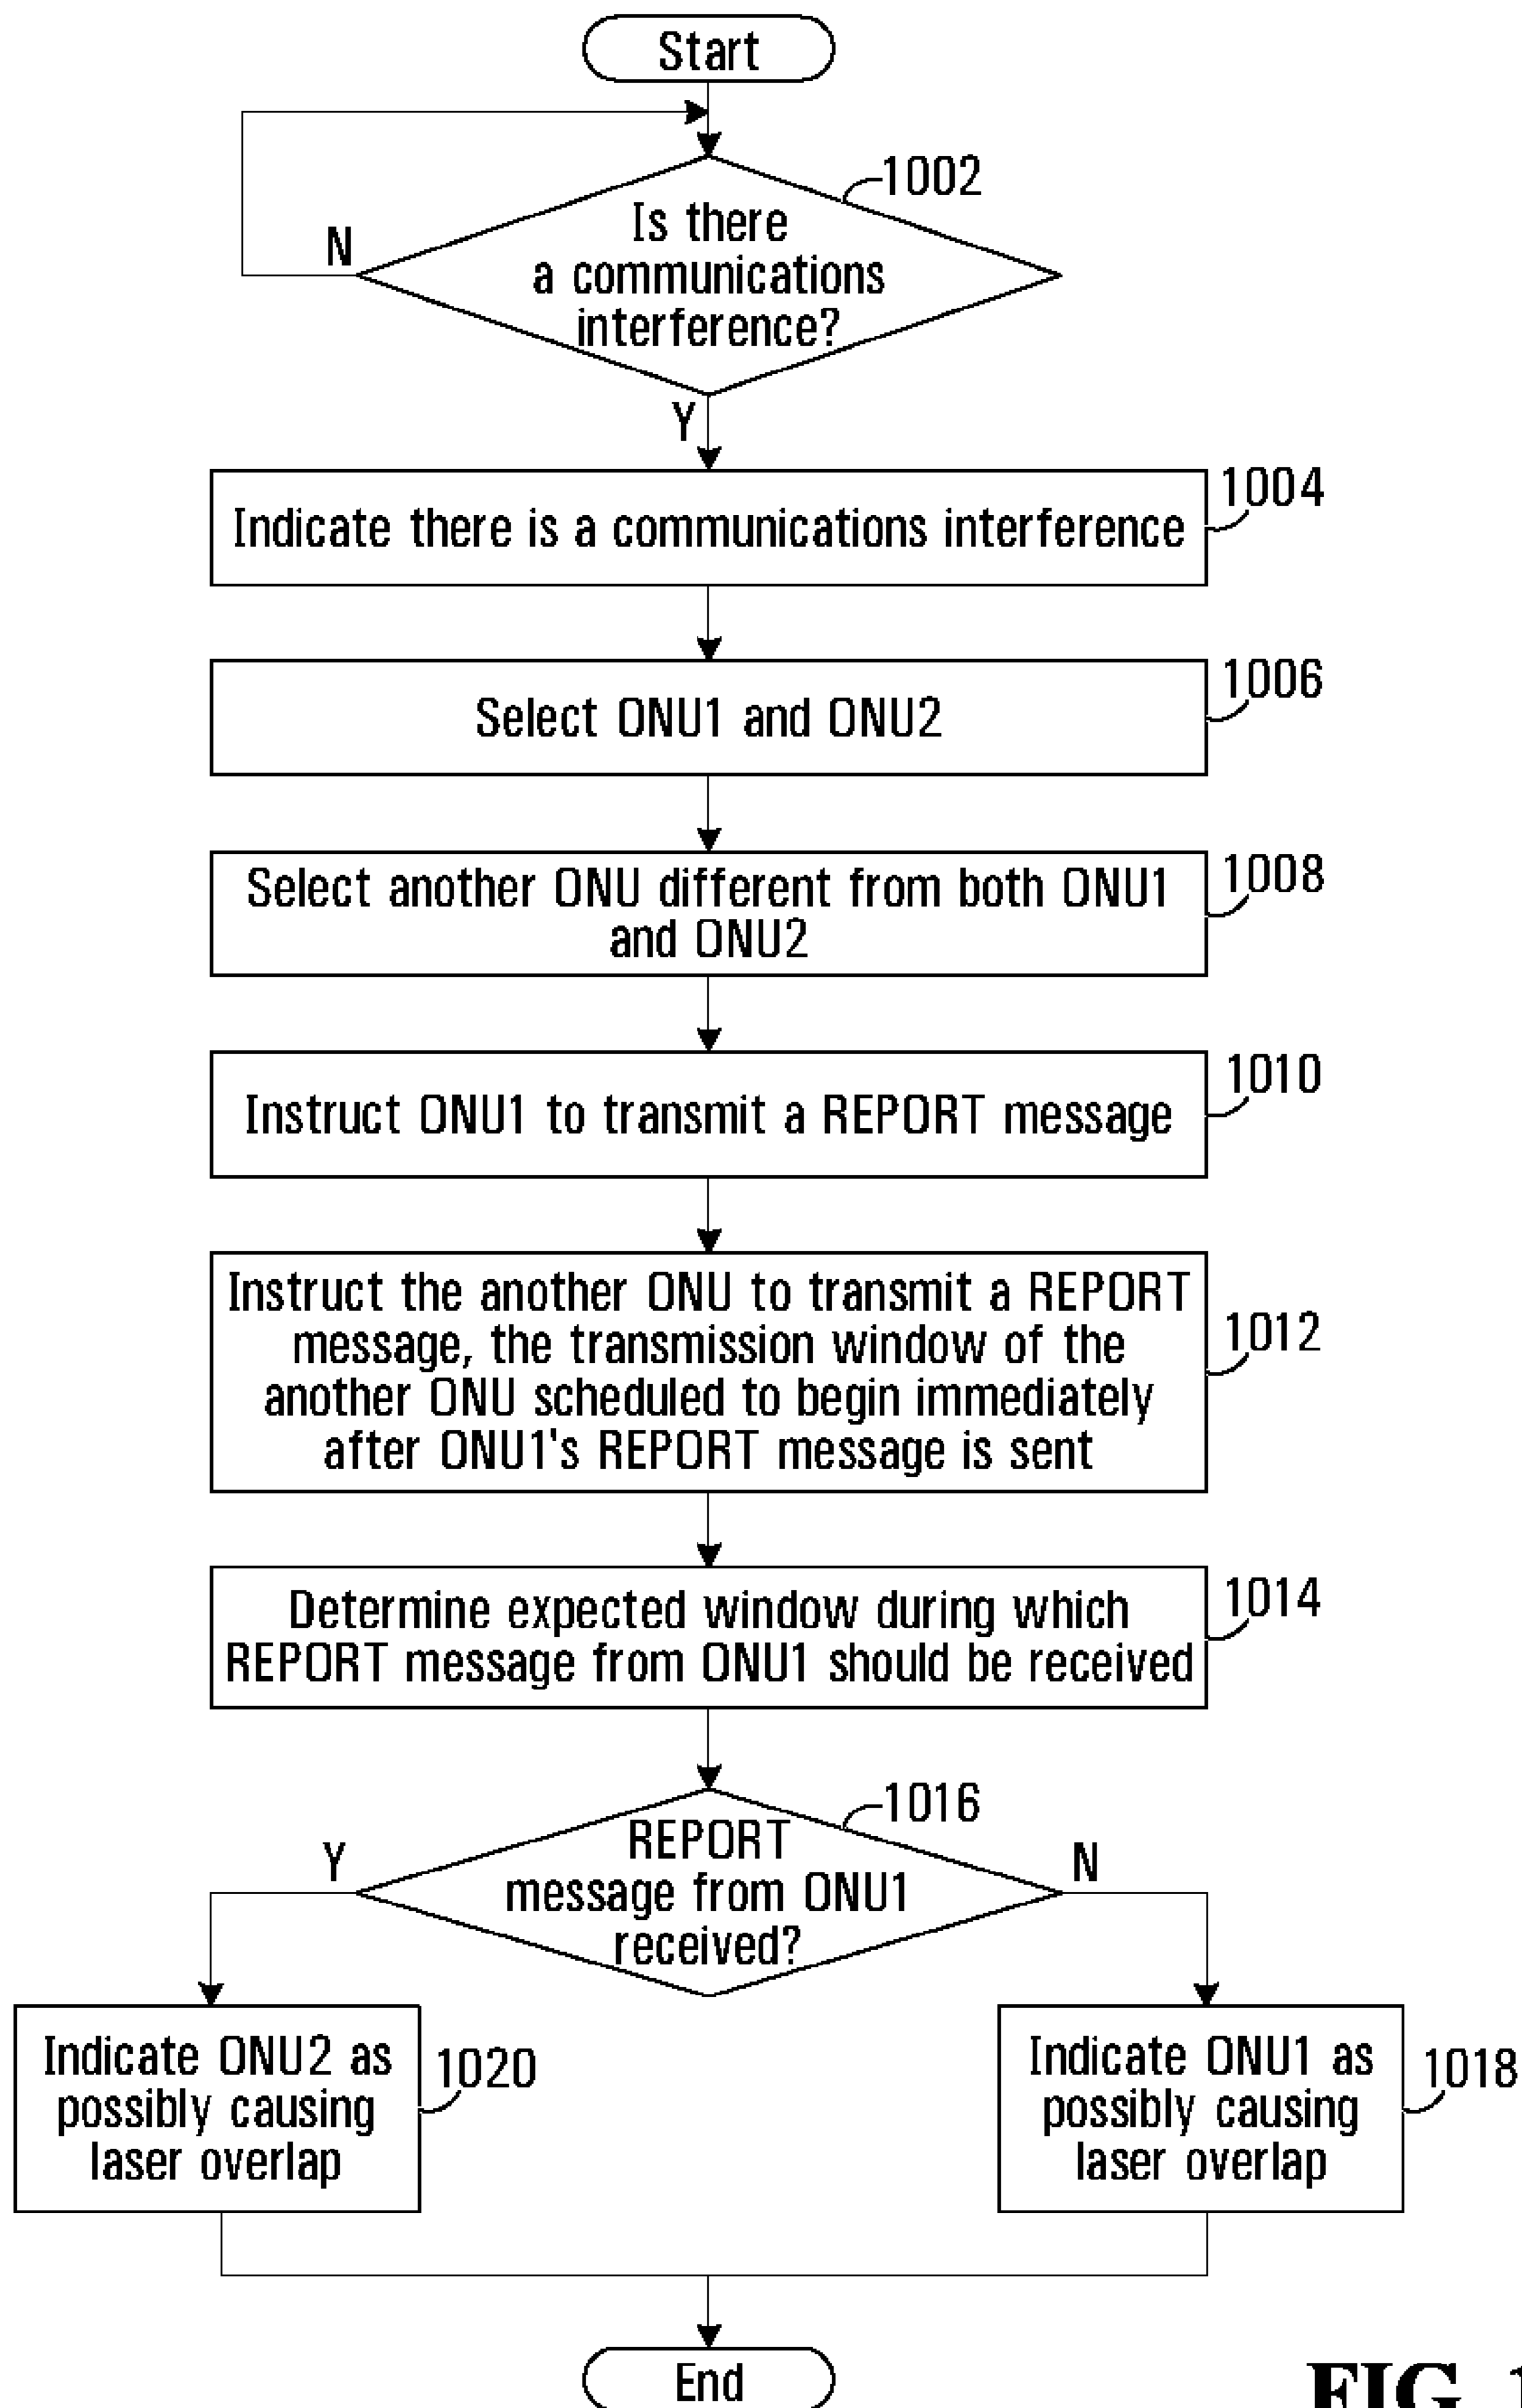 Start
1002
Is there
a communications
interference?
N
Y
1004
Indicate there is a communications interference
1006
Select ONU1 and ONU2
1008
Select another ONU different from both ONU1
and ONU2
1010
Instruct ONU1 to transmit a REPORT message
1012
Instruct the another ONU to transmit a REPORT
message, the transmission window of the
another ONU scheduled to begin immediately
after ONU1's REPORT message is sent
1014
Determine expected window during which
REPORT message from ONU1 should be received
1016
REPORT
message from ONU1
received?
Y
N
Indicate ONU2 as
possibly causing
laser overlap
1020
Indicate ONU1 as
possibly causing
laser overlap
1018
End
FIG. 1